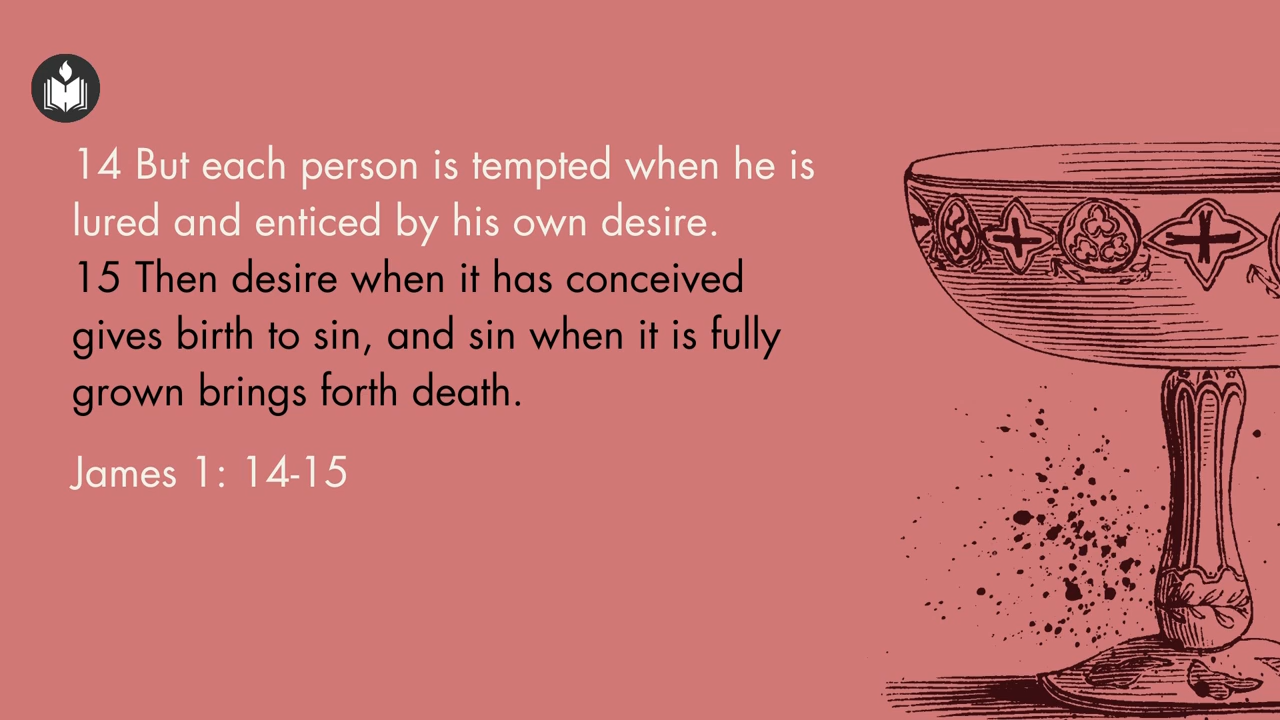 14 But each person is tempted when he is
lured and enticed by his own desire.
15 Then desire when it has conceived
gives birth to sin, and sin when it is fully
grown brings forth death.
James 1: 14-15